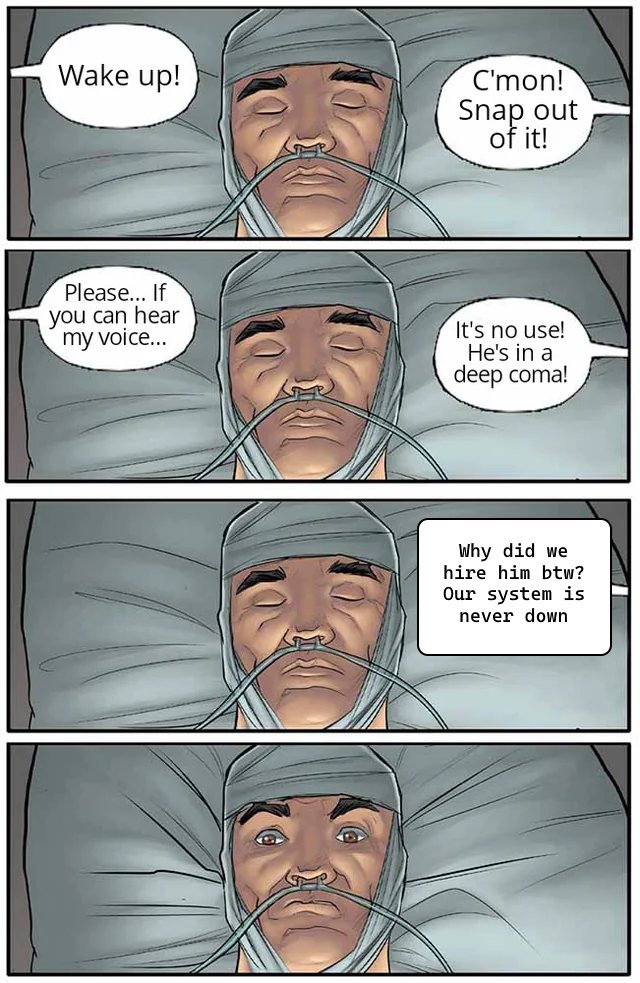 Wake up!
C'mon!
Snap out
of it!
Please... If
you can hear
my voice...
It's no use!
He's in a
deep coma!
Why did we
hire him btw?
Our system is
never down